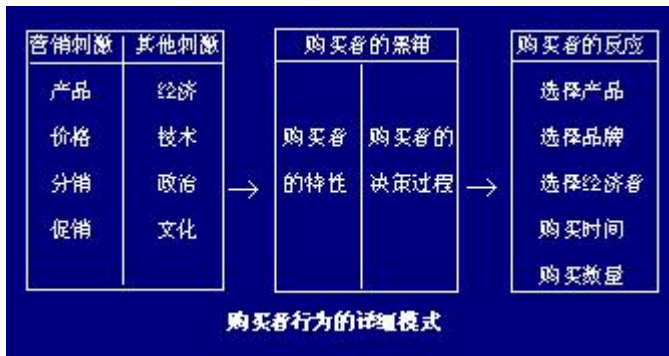 营销刺激 其他刺激
产品 经济
价格 技术
分销 政治
促销 文化
购买者的黑箱
购买者 购买者的
的特性 决策过程
购买者的反应
选择产品
选择品牌
选择经济者
购买时间
购买数量
购买者行为的详细模式